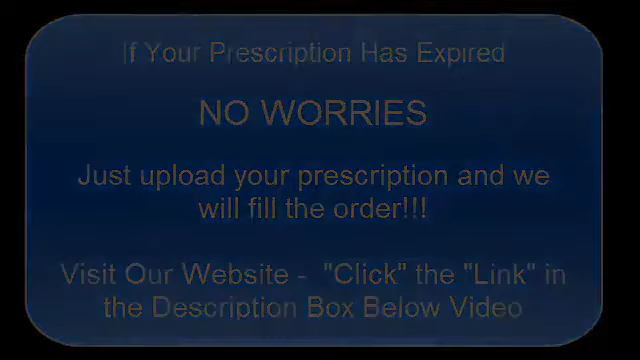 If Your Prescription Has Expired
NO WORRIES
Just upload your prescription and we
will fill the order!!!
Visit Our Website - "Click" the "Link" in
the Description Box Below Video